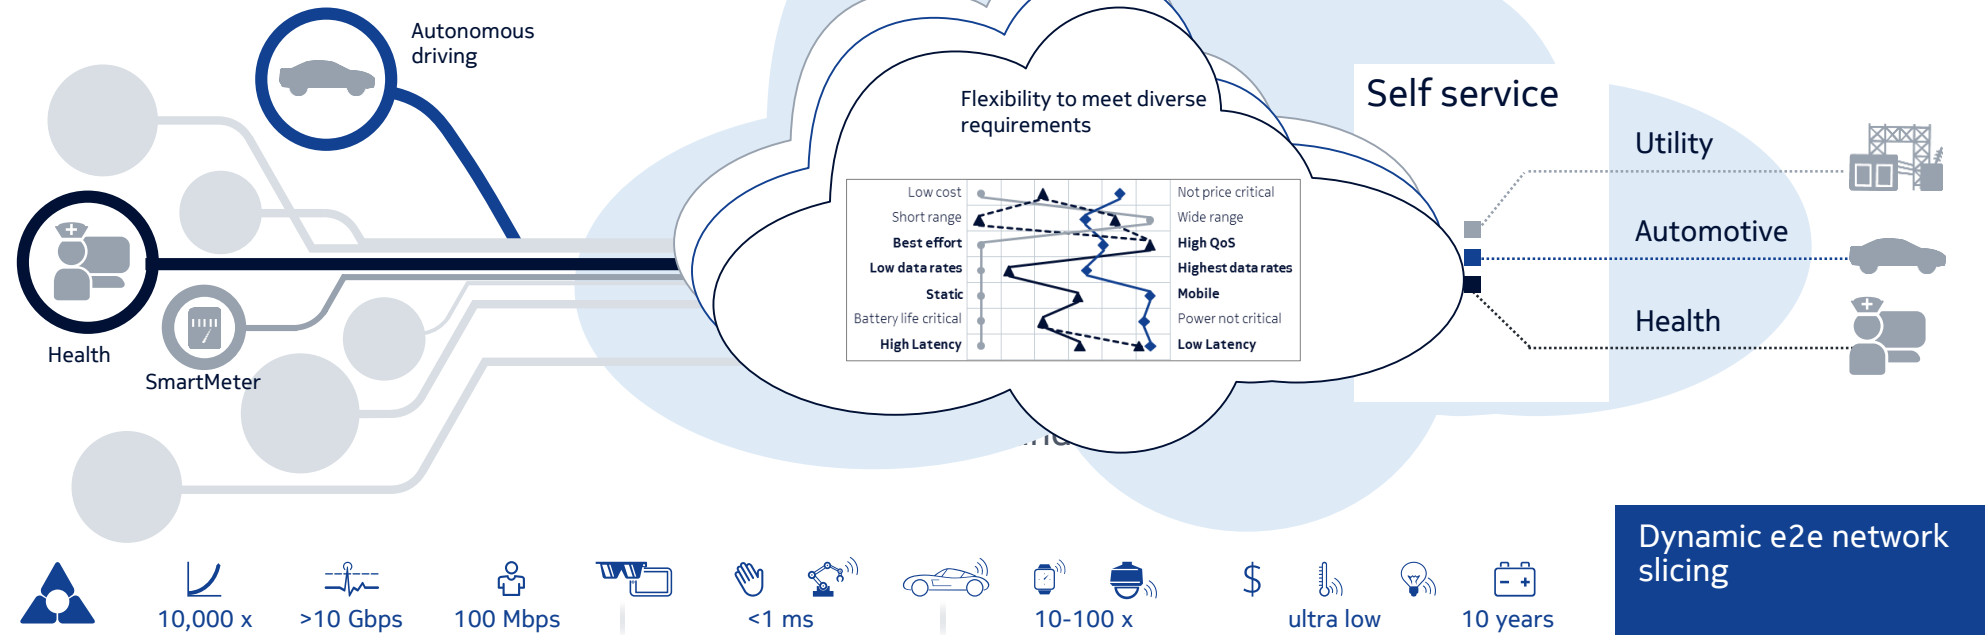 Autonomous
driving
Health
SmartMeter
Flexibility to meet diverse
requirements
Low cost
Not price critical
Short range
Wide range
Best effort
High QoS
Low data rates
Highest data rates
Static
Mobile
Battery life critical
Power not critical
High Latency
Low Latency
Self service
Utility
Automotive
Health
10,000 x
>10 Gbps
100 Mbps
<1 ms
10-100 x
$
ultra low
10 years
Dynamic e2e network
slicing